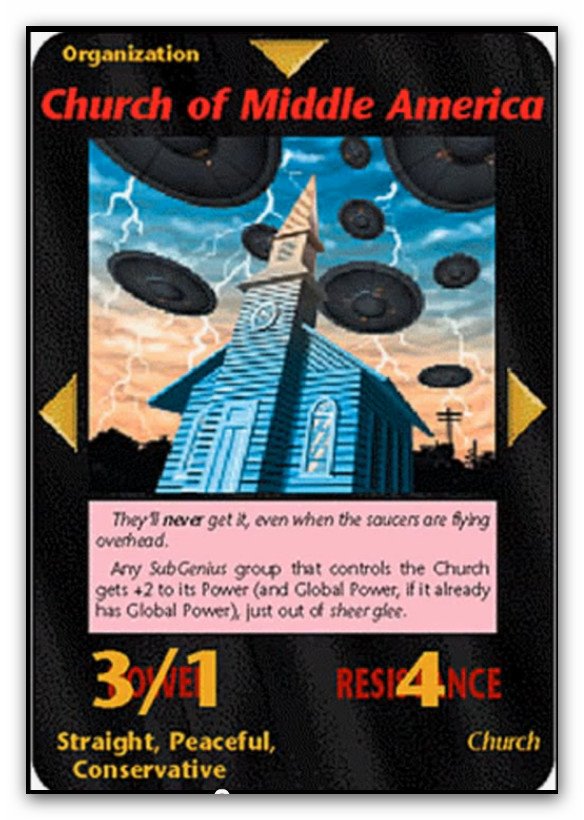 Organization
Church of Middle America
They'll never get it, even when the saucers are flying
overhead.
Any SubGenius group that controls the Church
gets +2 to its Power (and Global Power, if it already
has Global Power), just out of sheer glee.
POWER 3/1
RESISTANCE 4
Straight, Peaceful, Church
Conservative